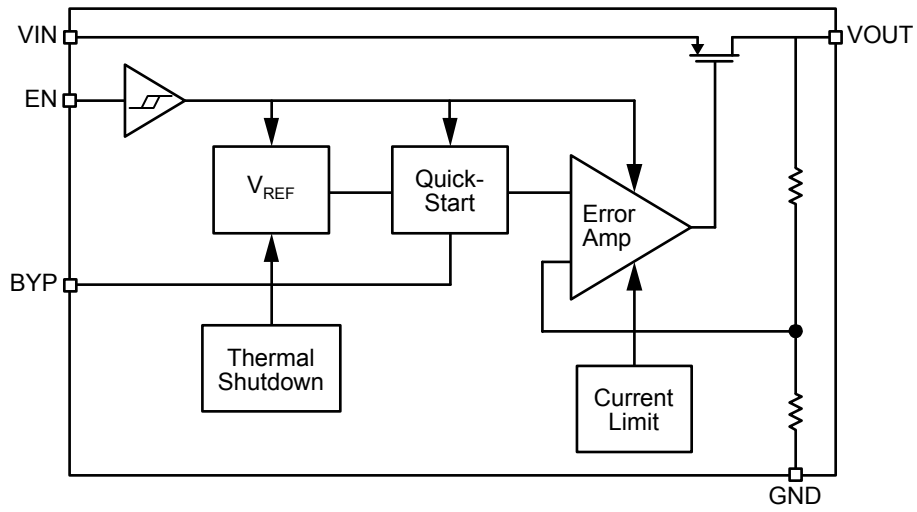 VIN
VOUT
EN
VREF
Quick-
Start
Error
Amp
BYP
Thermal
Shutdown
Current
Limit
GND